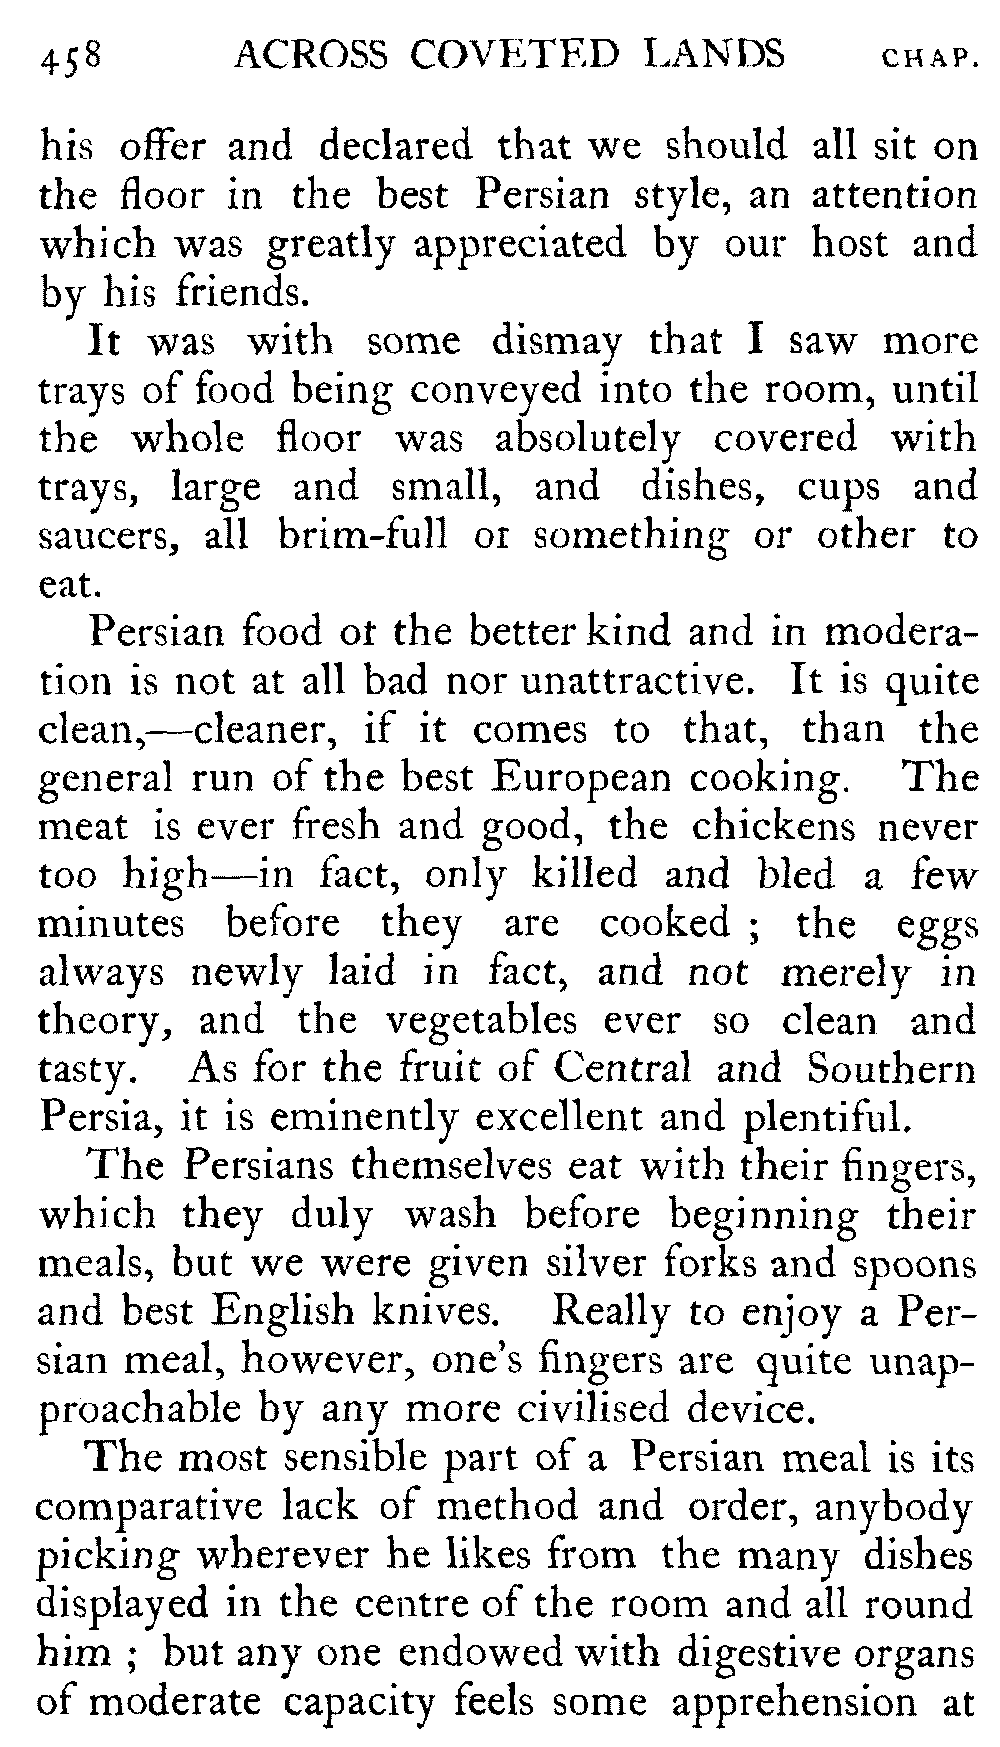 458 ACROSS COVETED LANDS CHAP.
his offer and declared that we should all sit on
the floor in the best Persian style, an attention
which was greatly appreciated by our host and
by his friends.
It was with some dismay that I saw more
trays of food being conveyed into the room, until
the whole floor was absolutely covered with
trays, large and small, and dishes, cups and
saucers, all brim-full of something or other to
eat.
Persian food of the better kind and in modera-
tion is not at all bad nor unattractive. It is quite
clean,—cleaner, if it comes to that, than the
general run of the best European cooking. The
meat is ever fresh and good, the chickens never
too high—in fact, only killed and bled a few
minutes before they are cooked ; the eggs
always newly laid in fact, and not merely in
theory, and the vegetables ever so clean and
tasty. As for the fruit of Central and Southern
Persia, it is eminently excellent and plentiful.
The Persians themselves eat with their fingers,
which they duly wash before beginning their
meals, but we were given silver forks and spoons
and best English knives. Really to enjoy a Per-
sian meal, however, one's fingers are quite unap-
proachable by any more civilised device.
The most sensible part of a Persian meal is its
comparative lack of method and order, anybody
picking wherever he likes from the many dishes
displayed in the centre of the room and all round
him ; but any one endowed with digestive organs
of moderate capacity feels some apprehension at